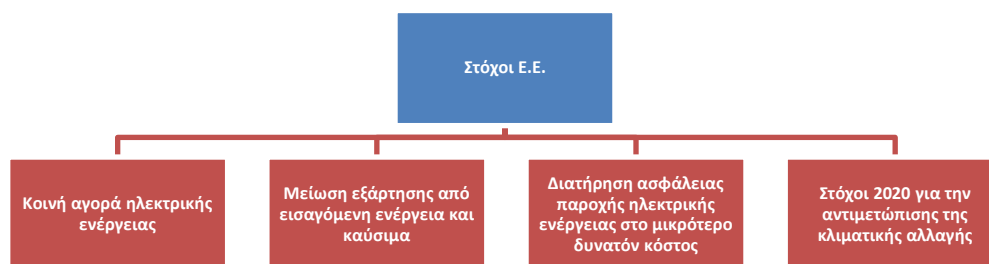 Στόχοι Ε.Ε.
Κοινή αγορά ηλεκτρικής
ενέργειας
Μείωση εξάρτησης από
εισαγόμενη ενέργεια και
καύσιμα
Διατήρηση ασφάλειας
παροχής ηλεκτρικής
ενέργειας στο μικρότερο
δυνατόν κόστος
Στόχοι 2020 για την
αντιμετώπισης της
κλιματικής αλλαγής